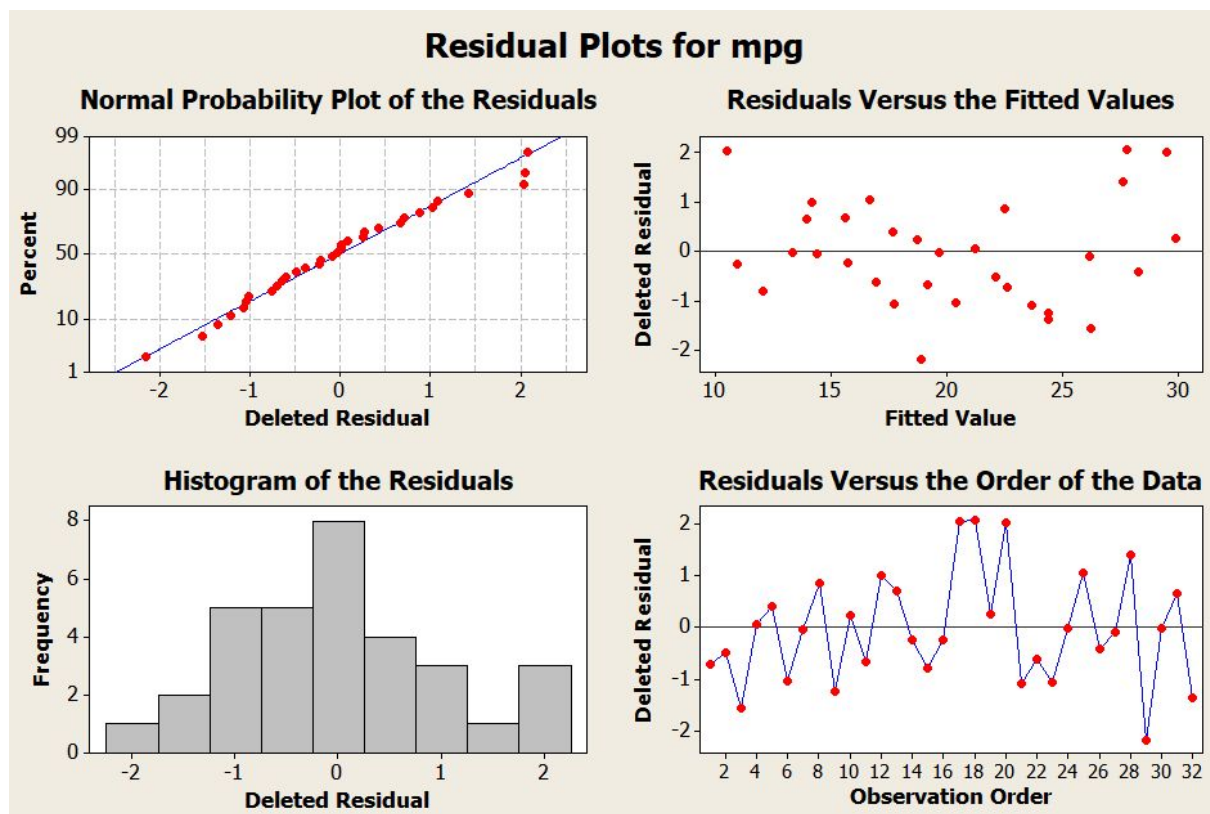 Residual Plots for mpg
Normal Probability Plot of the Residuals
99
90
50
10
1
Percent
-2 -1 0 1 2
Deleted Residual
Residuals Versus the Fitted Values
2
1
0
-1
-2
Deleted Residual
10 15 20 25 30
Fitted Value
Histogram of the Residuals
8
6
4
2
0
Frequency
-2 -1 0 1 2
Deleted Residual
Residuals Versus the Order of the Data
2
1
0
-1
-2
Deleted Residual
2 4 6 8 10 12 14 16 18 20 22 24 26 28 30 32
Observation Order